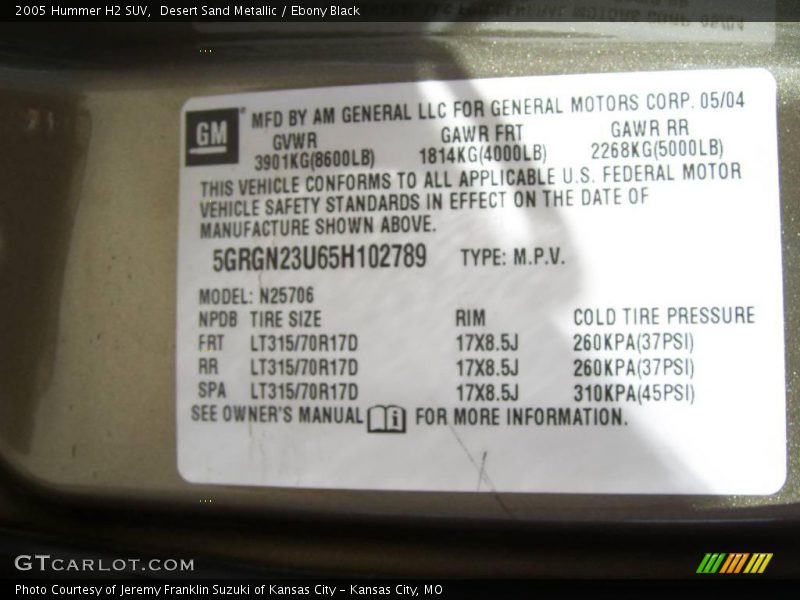 2005 Hummer H2 SUV,  Desert Sand Metallic / Ebony Black
GM
MFD BY AM GENERAL LLC FOR GENERAL MOTORS CORP. 05/04
GVWR GAWR FRT GAWR RR
3901KG(8600LB) 1814KG(4000LB) 2268KG(5000LB)
THIS VEHICLE CONFORMS TO ALL APPLICABLE U.S. FEDERAL MOTOR
VEHICLE SAFETY STANDARDS IN EFFECT ON THE DATE OF
MANUFACTURE SHOWN ABOVE.
5GRGN23U65H102789 TYPE: M.P.V.
MODEL: N25706
NPDB TIRE SIZE RIM COLD TIRE PRESSURE
FRT LT315/70R17D 17X8.5J 260KPA(37PSI)
RR LT315/70R17D 17X8.5J 260KPA(37PSI)
SPA LT315/70R17D 17X8.5J 310KPA(45PSI)
SEE OWNER'S MANUAL i FOR MORE INFORMATION.
GTCARLOT.COM
Photo Courtesy of Jeremy Franklin Suzuki of Kansas City – Kansas City, MO